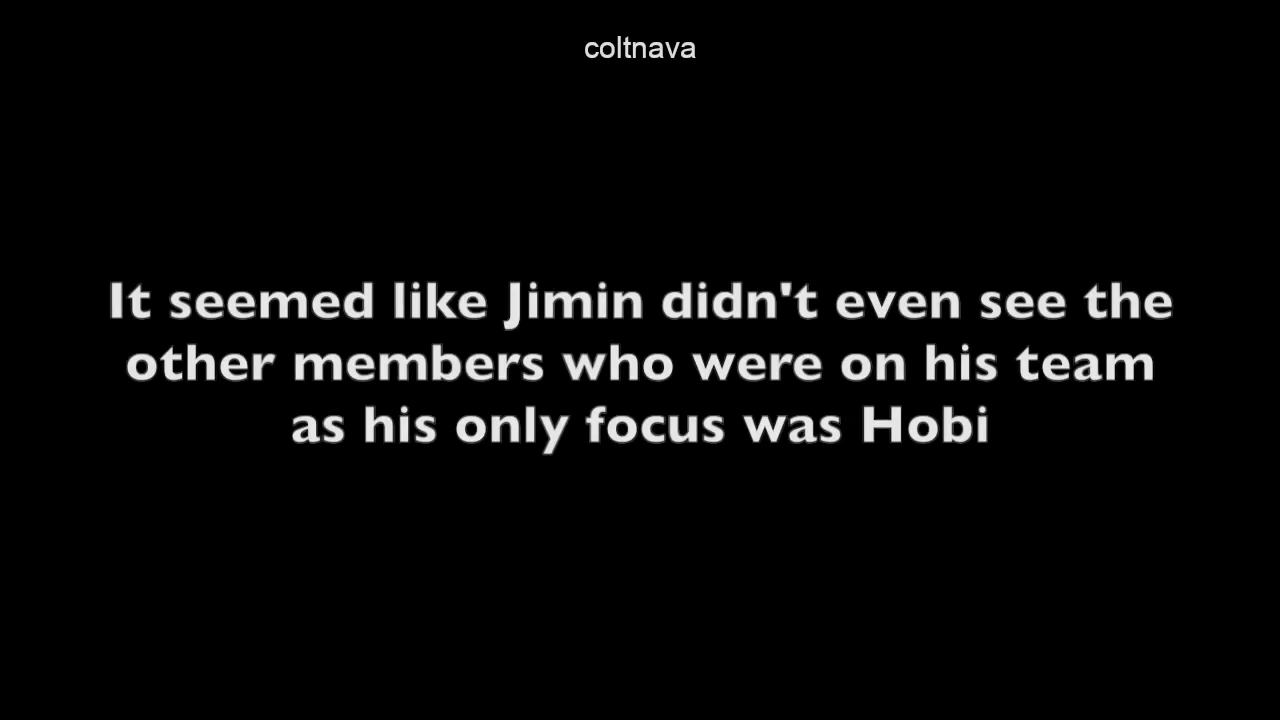 coltnava
It seemed like Jimin didn't even see the
other members who were on his team
as his only focus was Hobi